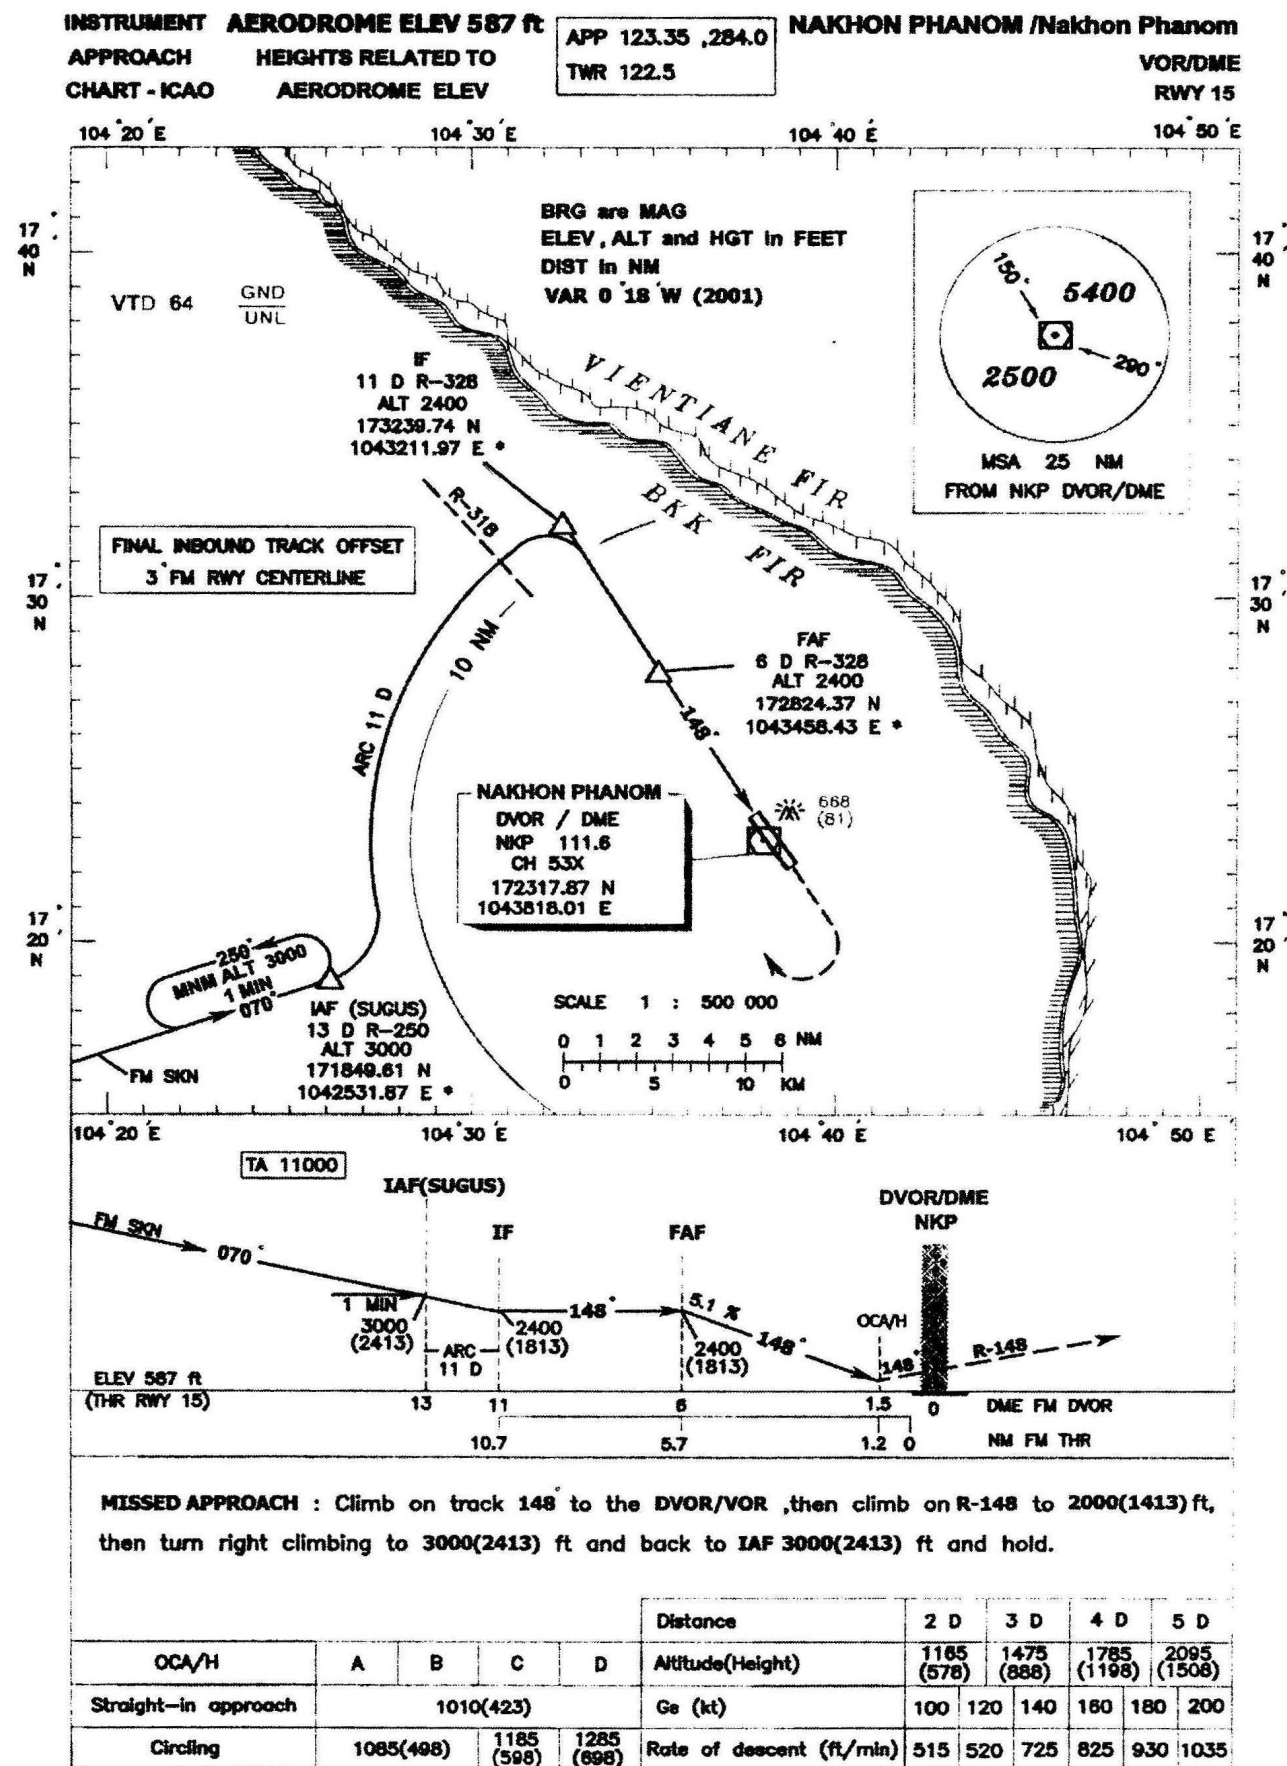 INSTRUMENT AERODROME ELEV 587 ft APP 123.35 ,284.0 NAKHON PHANOM /Nakhon Phanom
APPROACH HEIGHTS RELATED TO TWR 122.5 VOR/DME
CHART - ICAO AERODROME ELEV RWY 15
104°20´E 104°30´E 104°40´E 104°50´E
BRG are MAG
ELEV, ALT and HGT in FEET
DIST in NM
VAR 0°18´W (2001)
17°
40´
N
17°
40´
N
VTD 64
GND
UNL
150°
5400
2500
290°
MSA 25 NM
FROM NKP DVOR/DME
IF
11 D R-328
ALT 2400
173239.74 N
1043211.97 E *
VIENTIANE FIR
BKK FIR
R-318
FINAL INBOUND TRACK OFFSET
3°FM RWY CENTERLINE
17°
30´
N
17°
30´
N
10 NM
ARC 11 D
FAF
6 D R-328
ALT 2400
172824.37 N
1043458.43 E *
148°
NAKHON PHANOM
DVOR / DME
NKP 111.6
CH 53X
172317.87 N
1043818.01 E
668
(81)
17°
20´
N
17°
20´
N
250°
MNM ALT 3000
1 MIN
070°
FM SKN
IAF (SUGUS)
13 D R-250
ALT 3000
171849.61 N
1042531.87 E *
SCALE 1 : 500 000
0 1 2 3 4 5 6 NM
0 5 10 KM
104°20´E 104°30´E 104°40´E 104°50´E
TA 11000
IAF(SUGUS)
IF
FAF
DVOR/DME
NKP
FM SKN
070°
1 MIN
3000
(2413)
ARC
11 D
2400
(1813)
148°
5.1 %
148°
2400
(1813)
OCA/H
148°
R-148
ELEV 587 ft
(THR RWY 15)
13 11 6 1.5 0 DME FM DVOR
10.7 5.7 1.2 0 NM FM THR
MISSED APPROACH : Climb on track 148° to the DVOR/VOR ,then climb on R-148 to 2000(1413) ft,
then turn right climbing to 3000(2413) ft and back to IAF 3000(2413) ft and hold.
OCA/H A B C D
Straight-in approach 1010(423)
Circling 1085(498) 1185 (598) 1285 (698)
Distance 2 D 3 D 4 D 5 D
Altitude(Height) 1165 (578) 1475 (888) 1785 (1198) 2095 (1508)
Gs (kt) 100 120 140 160 180 200
Rate of descent (ft/min) 515 520 725 825 930 1035